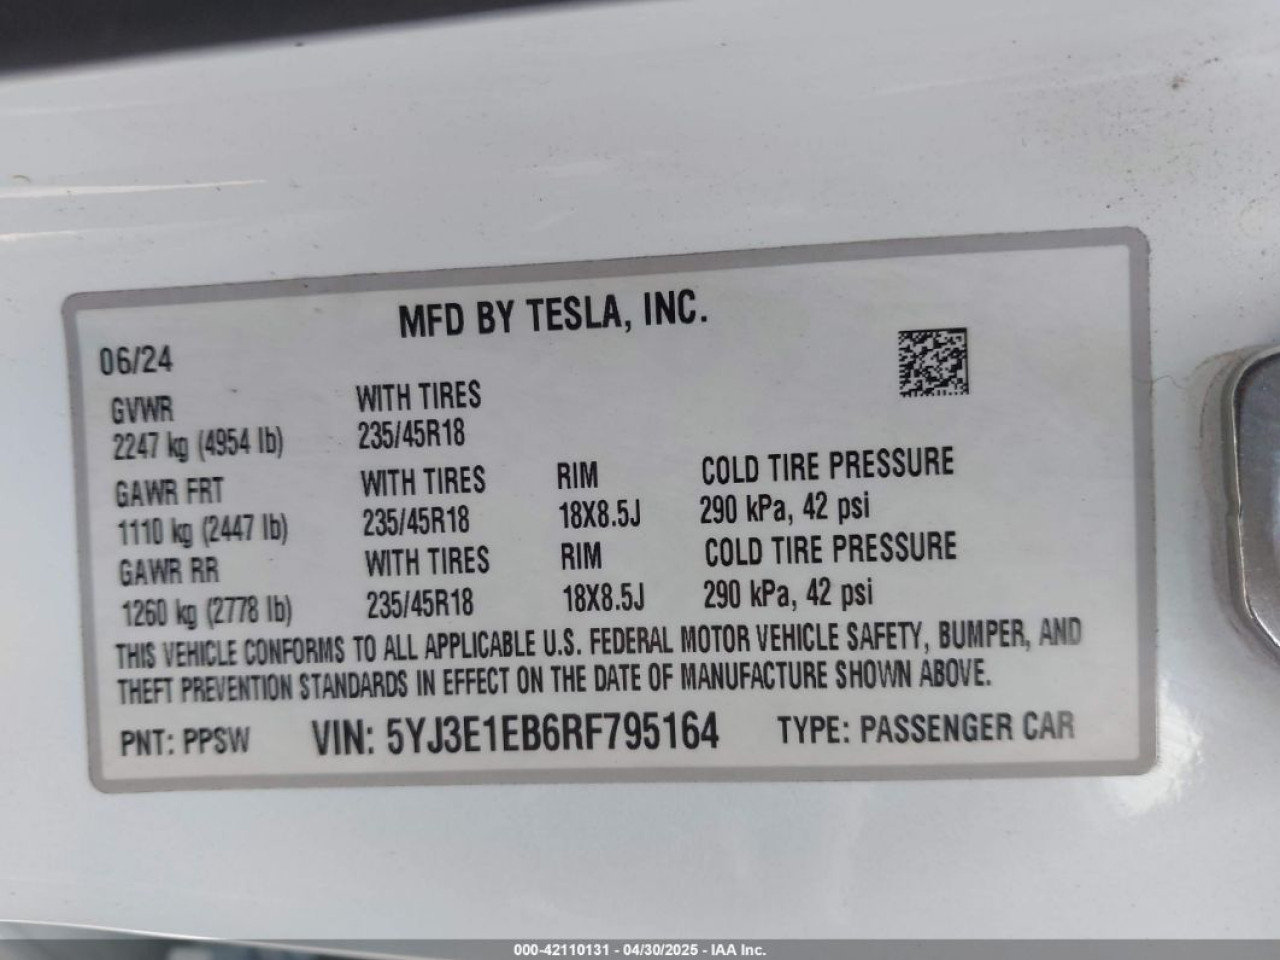 MFD BY TESLA, INC.
06/24
GVWR WITH TIRES
2247 kg (4954 lb) 235/45R18
GAWR FRT WITH TIRES RIM COLD TIRE PRESSURE
1110 kg (2447 lb) 235/45R18 18X8.5J 290 kPa, 42 psi
GAWR RR WITH TIRES RIM COLD TIRE PRESSURE
1260 kg (2778 lb) 235/45R18 18X8.5J 290 kPa, 42 psi
THIS VEHICLE CONFORMS TO ALL APPLICABLE U.S. FEDERAL MOTOR VEHICLE SAFETY, BUMPER, AND
THEFT PREVENTION STANDARDS IN EFFECT ON THE DATE OF MANUFACTURE SHOWN ABOVE.
PNT: PPSW VIN: 5YJ3E1EB6RF795164 TYPE: PASSENGER CAR
000-42110131 - 04/30/2025 - IAA Inc.